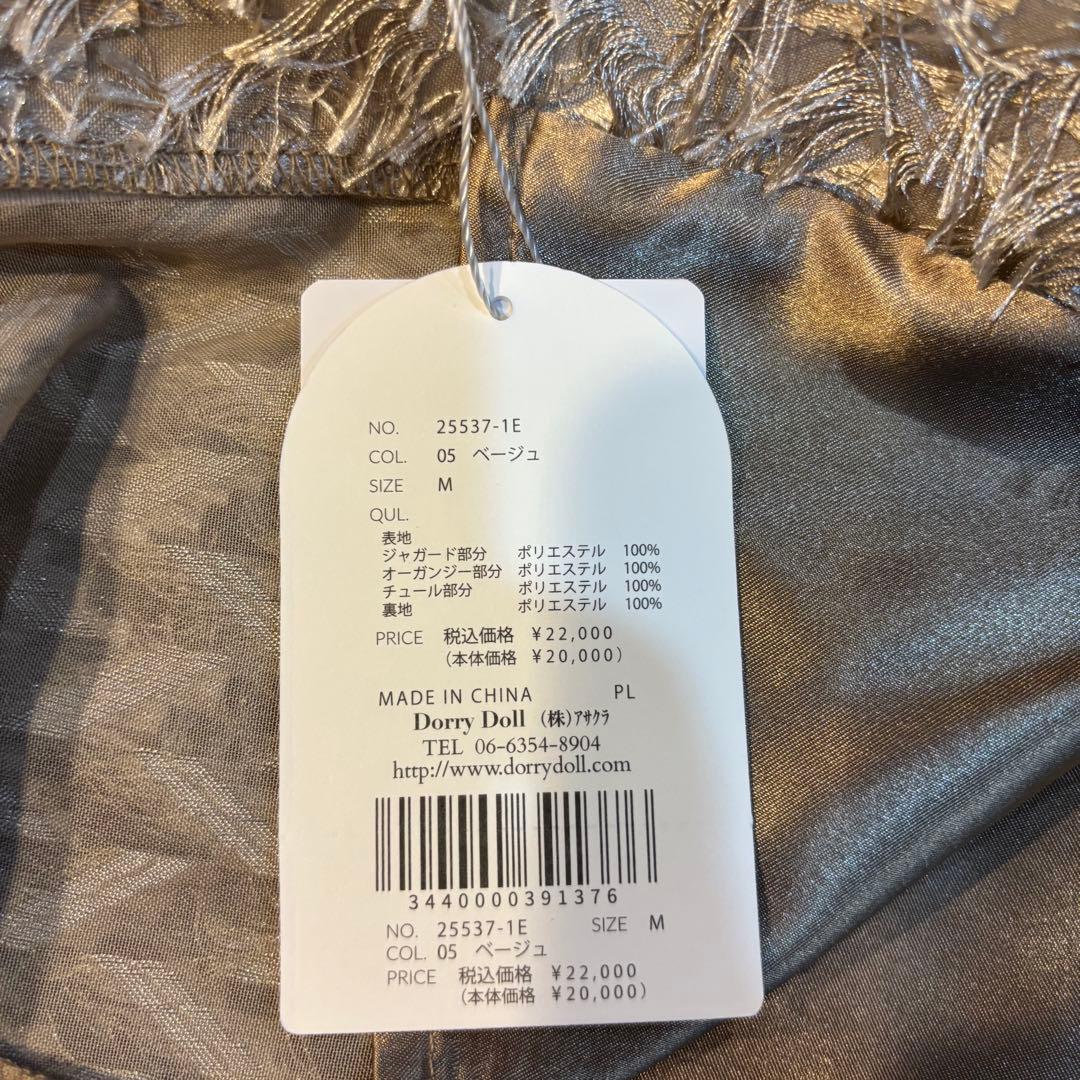 NO. 25537-1E
COL. 05 ベージュ
SIZE M
QUL.
表地
ジャガード部分 ポリエステル 100%
オーガンジー部分 ポリエステル 100%
チュール部分 ポリエステル 100%
裏地 ポリエステル 100%
PRICE 税込価格 ¥22,000
(本体価格 ¥20,000)
MADE IN CHINA PL
Dorry Doll (株)アサクラ
TEL 06-6354-8904
http://www.dorrydoll.com
3440000391376
NO. 25537-1E SIZE M
COL. 05 ベージュ
PRICE 税込価格 ¥22,000
(本体価格 ¥20,000)